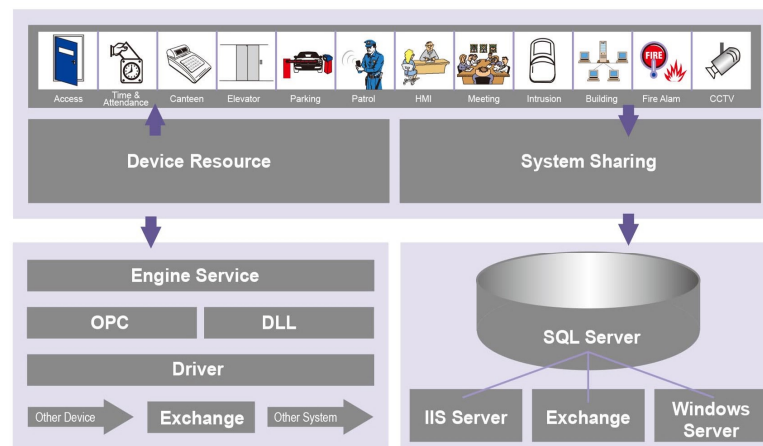 FIRE
Access
Time &
Attendance
Canteen
Elevator
Parking
Patrol
HMI
Meeting
Intrusion
Building
Fire Alam
CCTV
Device Resource
System Sharing
Engine Service
OPC
DLL
Driver
Other Device
Exchange
Other System
SQL Server
IIS Server
Exchange
Windows
Server